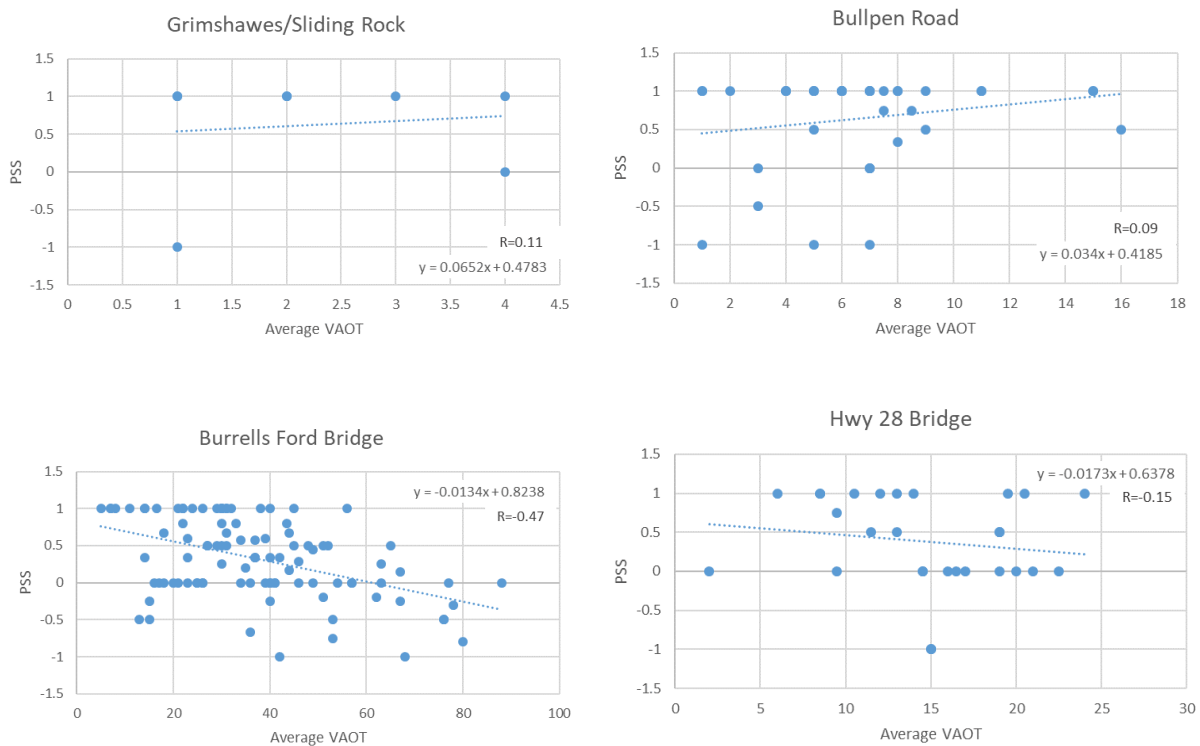 Grimshawes/Sliding Rock
1.5
1
0.5
0
-0.5
-1
-1.5
PSS
R=0.11
y = 0.0652x + 0.4783
0 0.5 1 1.5 2 2.5 3 3.5 4 4.5
Average VAOT
Bullpen Road
1.5
1
0.5
0
-0.5
-1
-1.5
PSS
R=0.09
y = 0.034x + 0.4185
0 2 4 6 8 10 12 14 16 18
Average VAOT
Burrells Ford Bridge
1.5
1
0.5
0
-0.5
-1
-1.5
PSS
y = -0.0134x + 0.8238
R=-0.47
0 20 40 60 80 100
Average VAOT
Hwy 28 Bridge
1.5
1
0.5
0
-0.5
-1
-1.5
PSS
y = -0.0173x + 0.6378
R=-0.15
0 5 10 15 20 25 30
Average VAOT